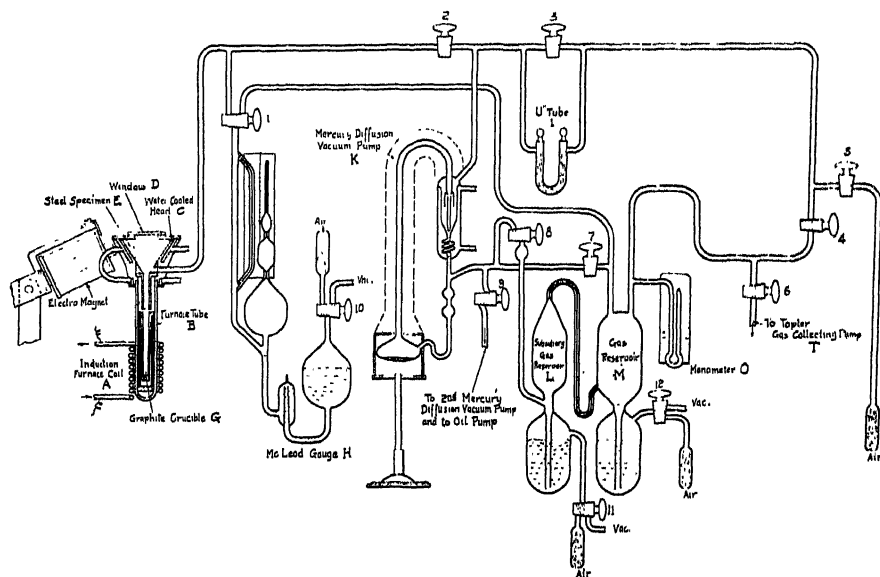 2
3
1
"U" Tube
I
Mercury Diffusion
Vacuum Pump
K
5
Window D
Steel Specimen E
Water Cooled
Head C
Air
8
7
4
Vac.
9
6
10
Electro Magnet
Furnace Tube
B
To Topler
Gas Collecting Pump
T
Subsidiary
Gas
Reservoir
L
Gas
Reservoir
M
Manometer O
Induction
Furnace Coil
A
To 2nd Mercury
Diffusion Vacuum Pump
and to Oil Pump
12
Vac.
Graphite Crucible G
Mc Leod Gauge H
Air
Air
11
Vac.
Air